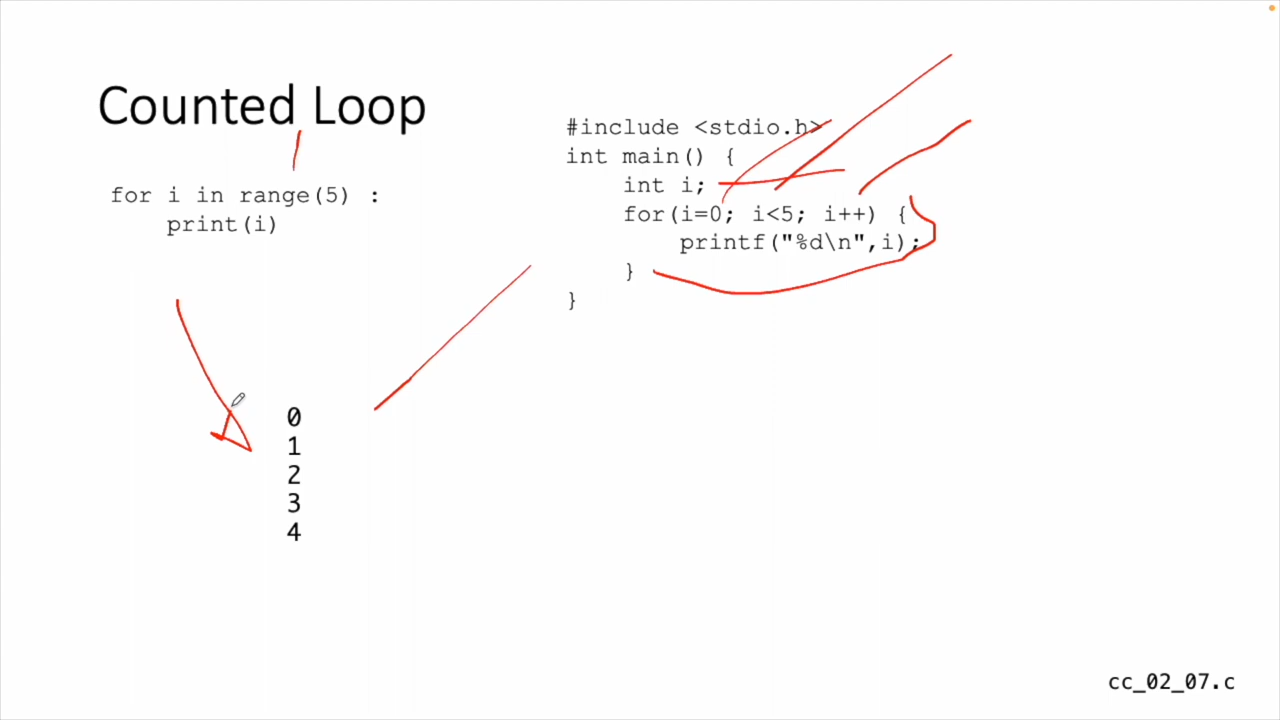 Counted Loop
for i in range(5) :
    print(i)
#include <stdio.h>
int main() {
    int i;
    for(i=0; i<5; i++) {
        printf("%d\n",i);
    }
}
0
1
2
3
4
cc_02_07.c